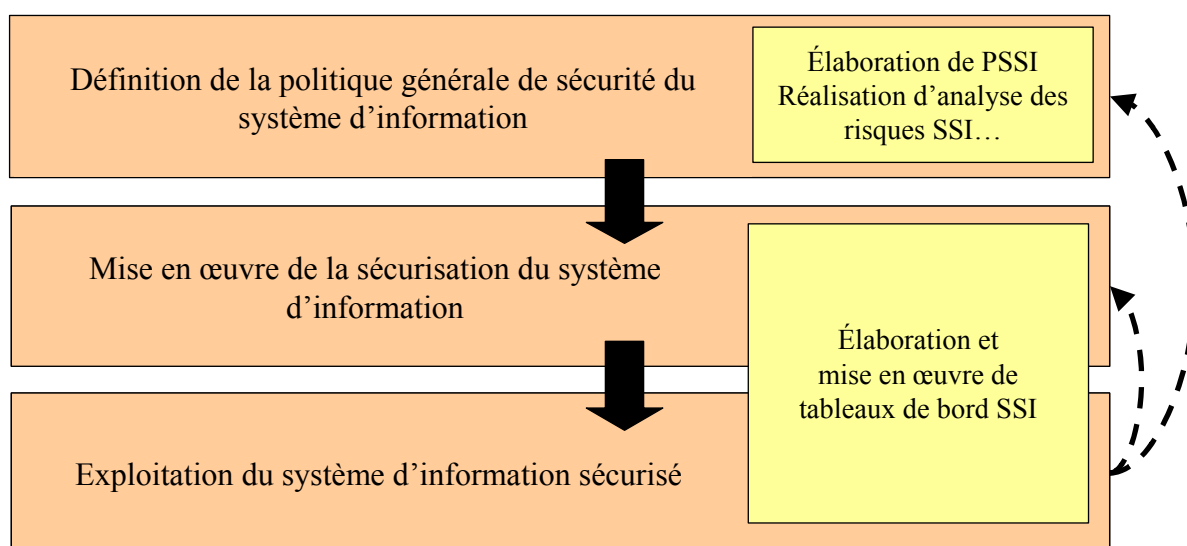 Définition de la politique générale de sécurité du
système d’information
Élaboration de PSSI
Réalisation d’analyse des
risques SSI…
Mise en œuvre de la sécurisation du système
d’information
Élaboration et
mise en œuvre de
tableaux de bord SSI
Exploitation du système d’information sécurisé